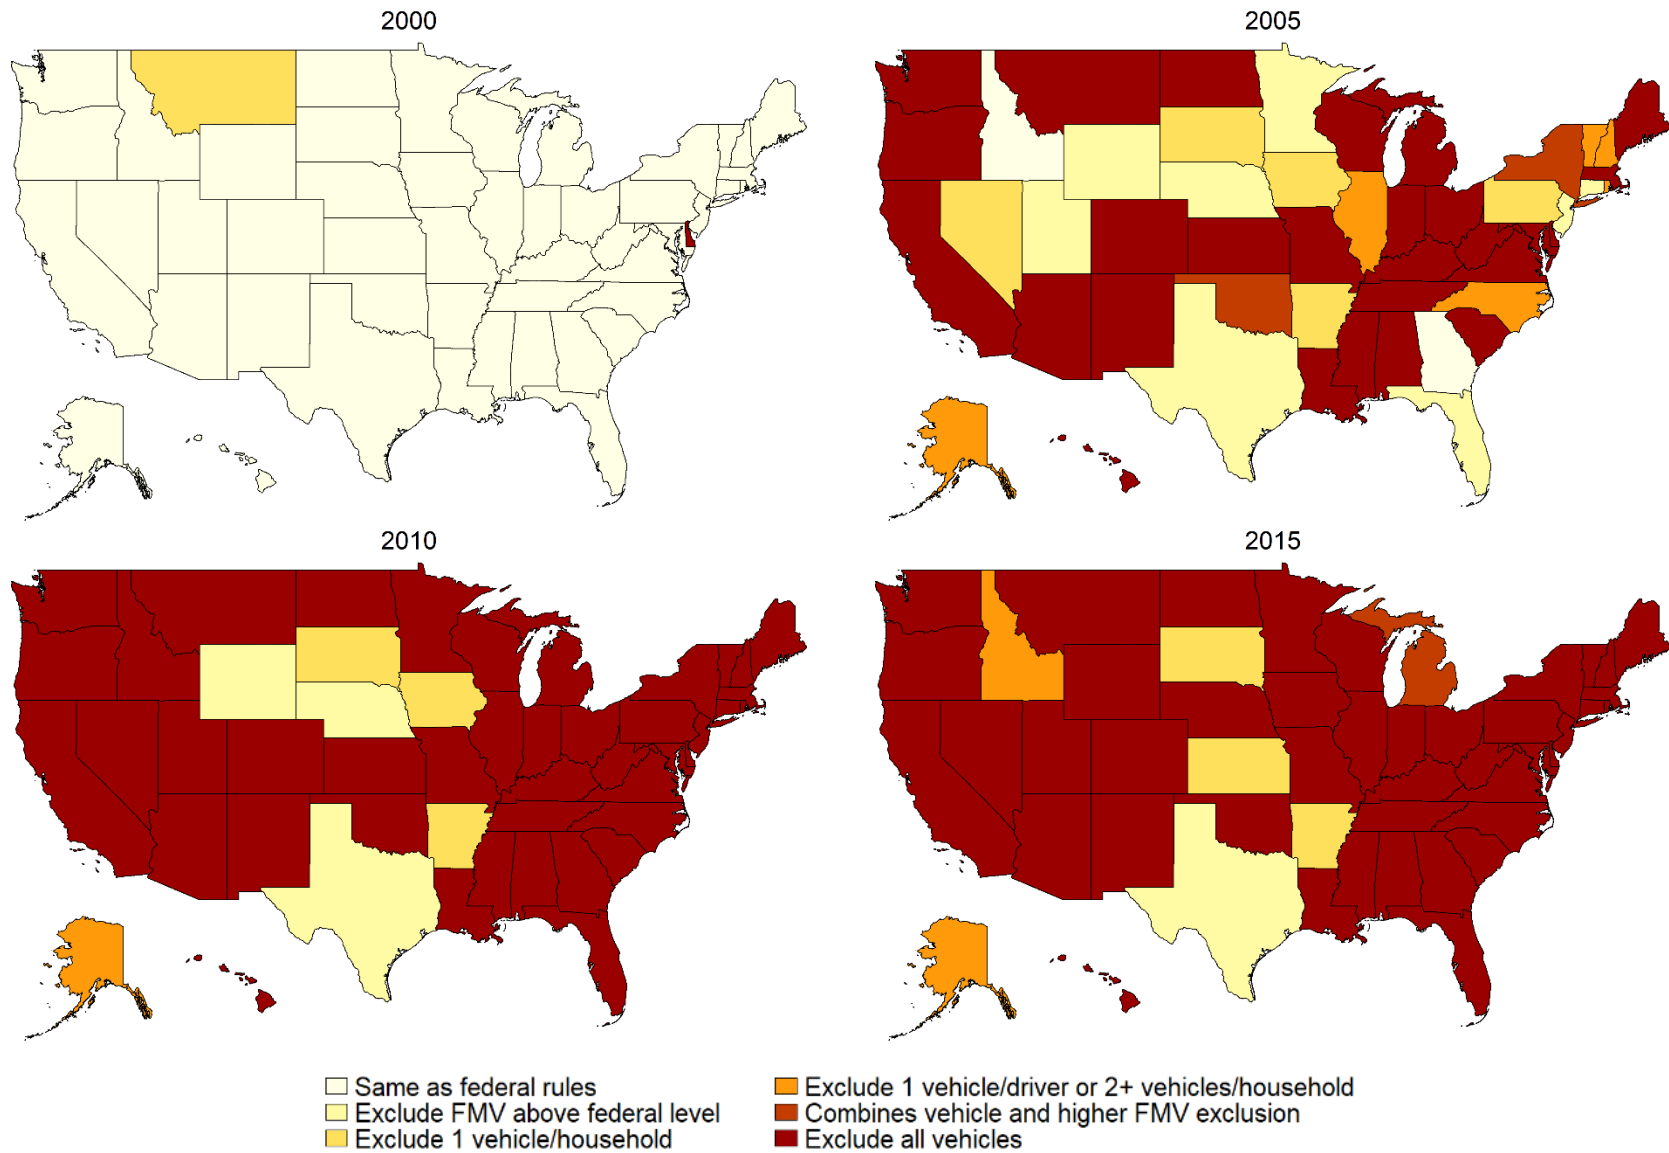 2000
2005
2010
2015
Same as federal rules
Exclude FMV above federal level
Exclude 1 vehicle/household
Exclude 1 vehicle/driver or 2+ vehicles/household
Combines vehicle and higher FMV exclusion
Exclude all vehicles